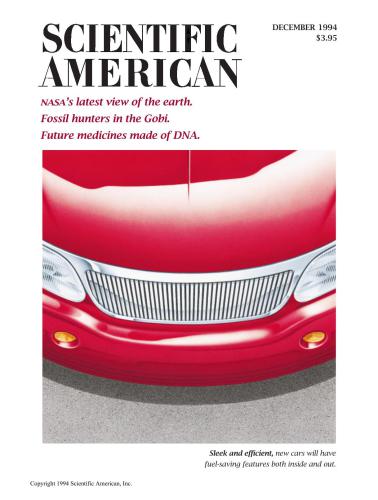 SCIENTIFIC
AMERICAN
DECEMBER 1994
$3.95
NASA's latest view of the earth.
Fossil hunters in the Gobi.
Future medicines made of DNA.
Sleek and efficient, new cars will have
fuel-saving features both inside and out.
Copyright 1994 Scientific American, Inc.